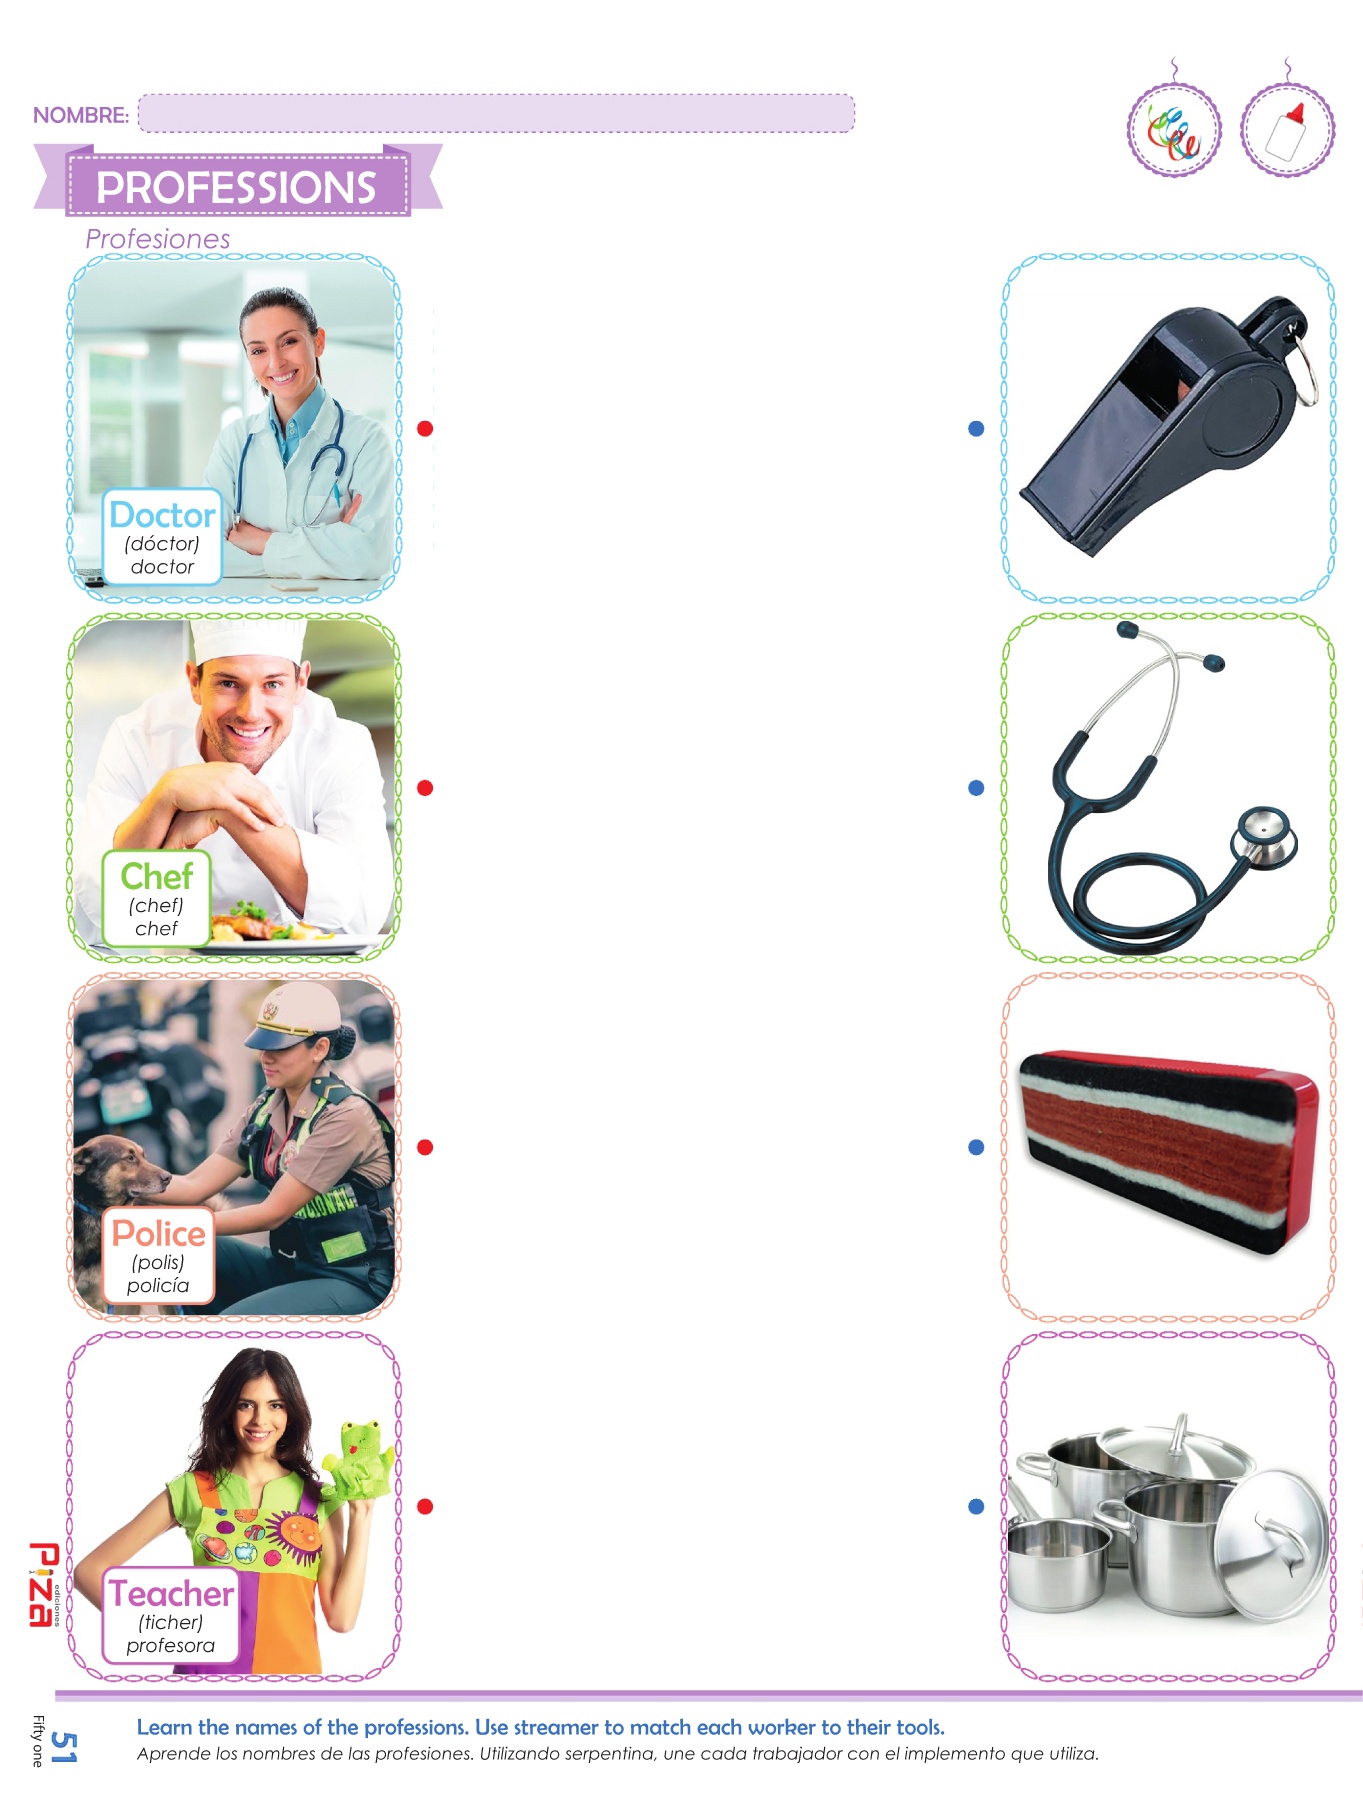 NOMBRE:
PROFESSIONS
Profesiones
Doctor
(dóctor)
doctor
Chef
(chef)
chef
Police
(polis)
policía
Teacher
(ticher)
profesora
Piza
ediciones
51
Fifty one
Learn the names of the professions. Use streamer to match each worker to their tools.
Aprende los nombres de las profesiones. Utilizando serpentina, une cada trabajador con el implemento que utiliza.